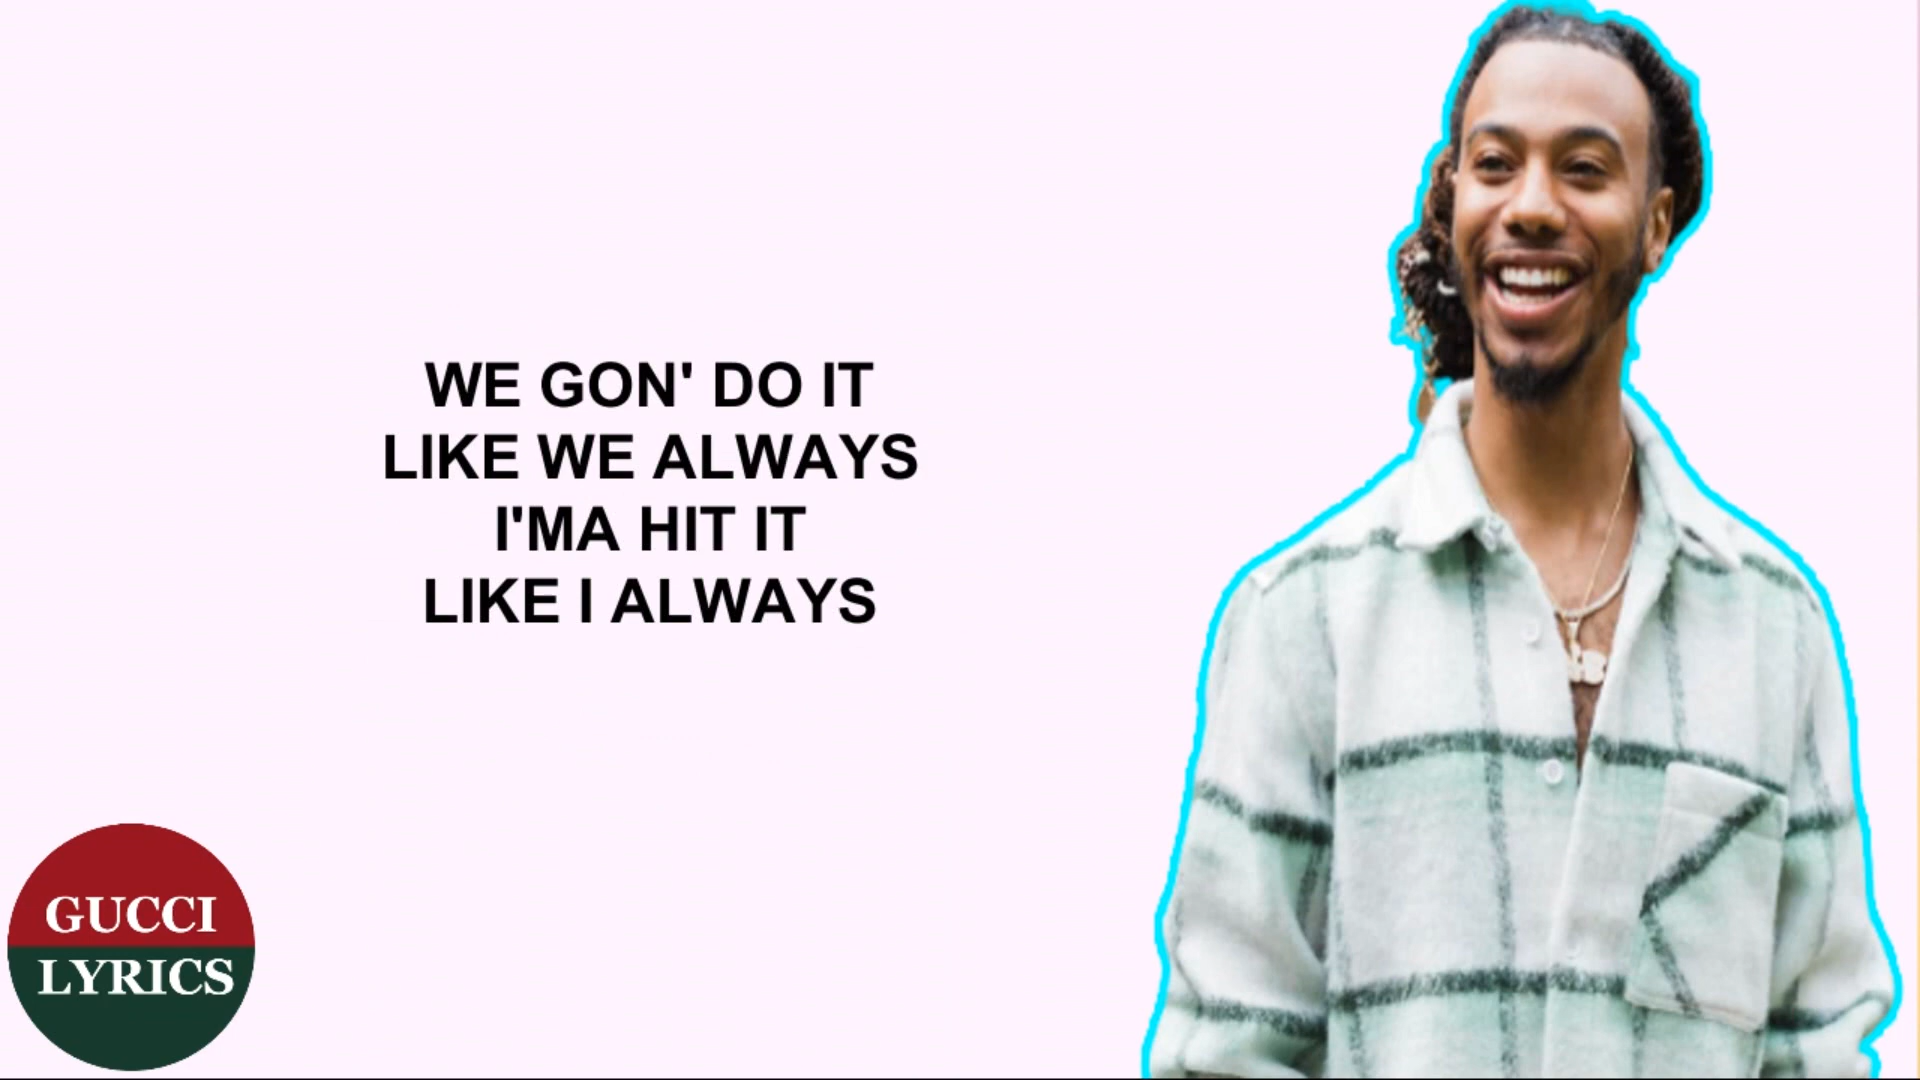 WE GON' DO IT
LIKE WE ALWAYS
I'MA HIT IT
LIKE I ALWAYS
GUCCI
LYRICS